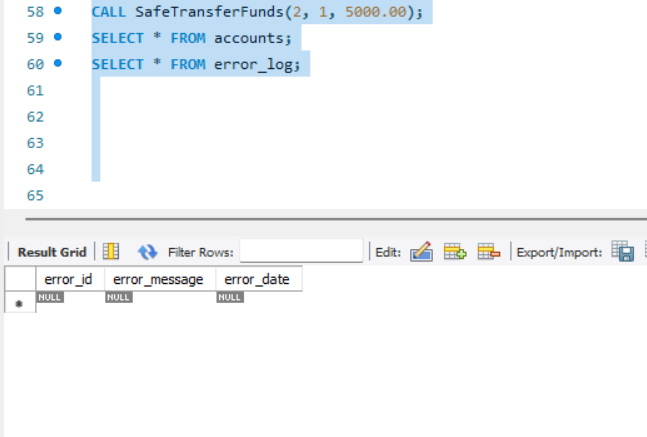 58 CALL SafeTransferFunds(2, 1, 5000.00);
59 SELECT * FROM accounts;
60 SELECT * FROM error_log;
61
62
63
64
65
Result Grid Filter Rows: Edit: Export/Import:
error_id error_message error_date
* NULL NULL NULL